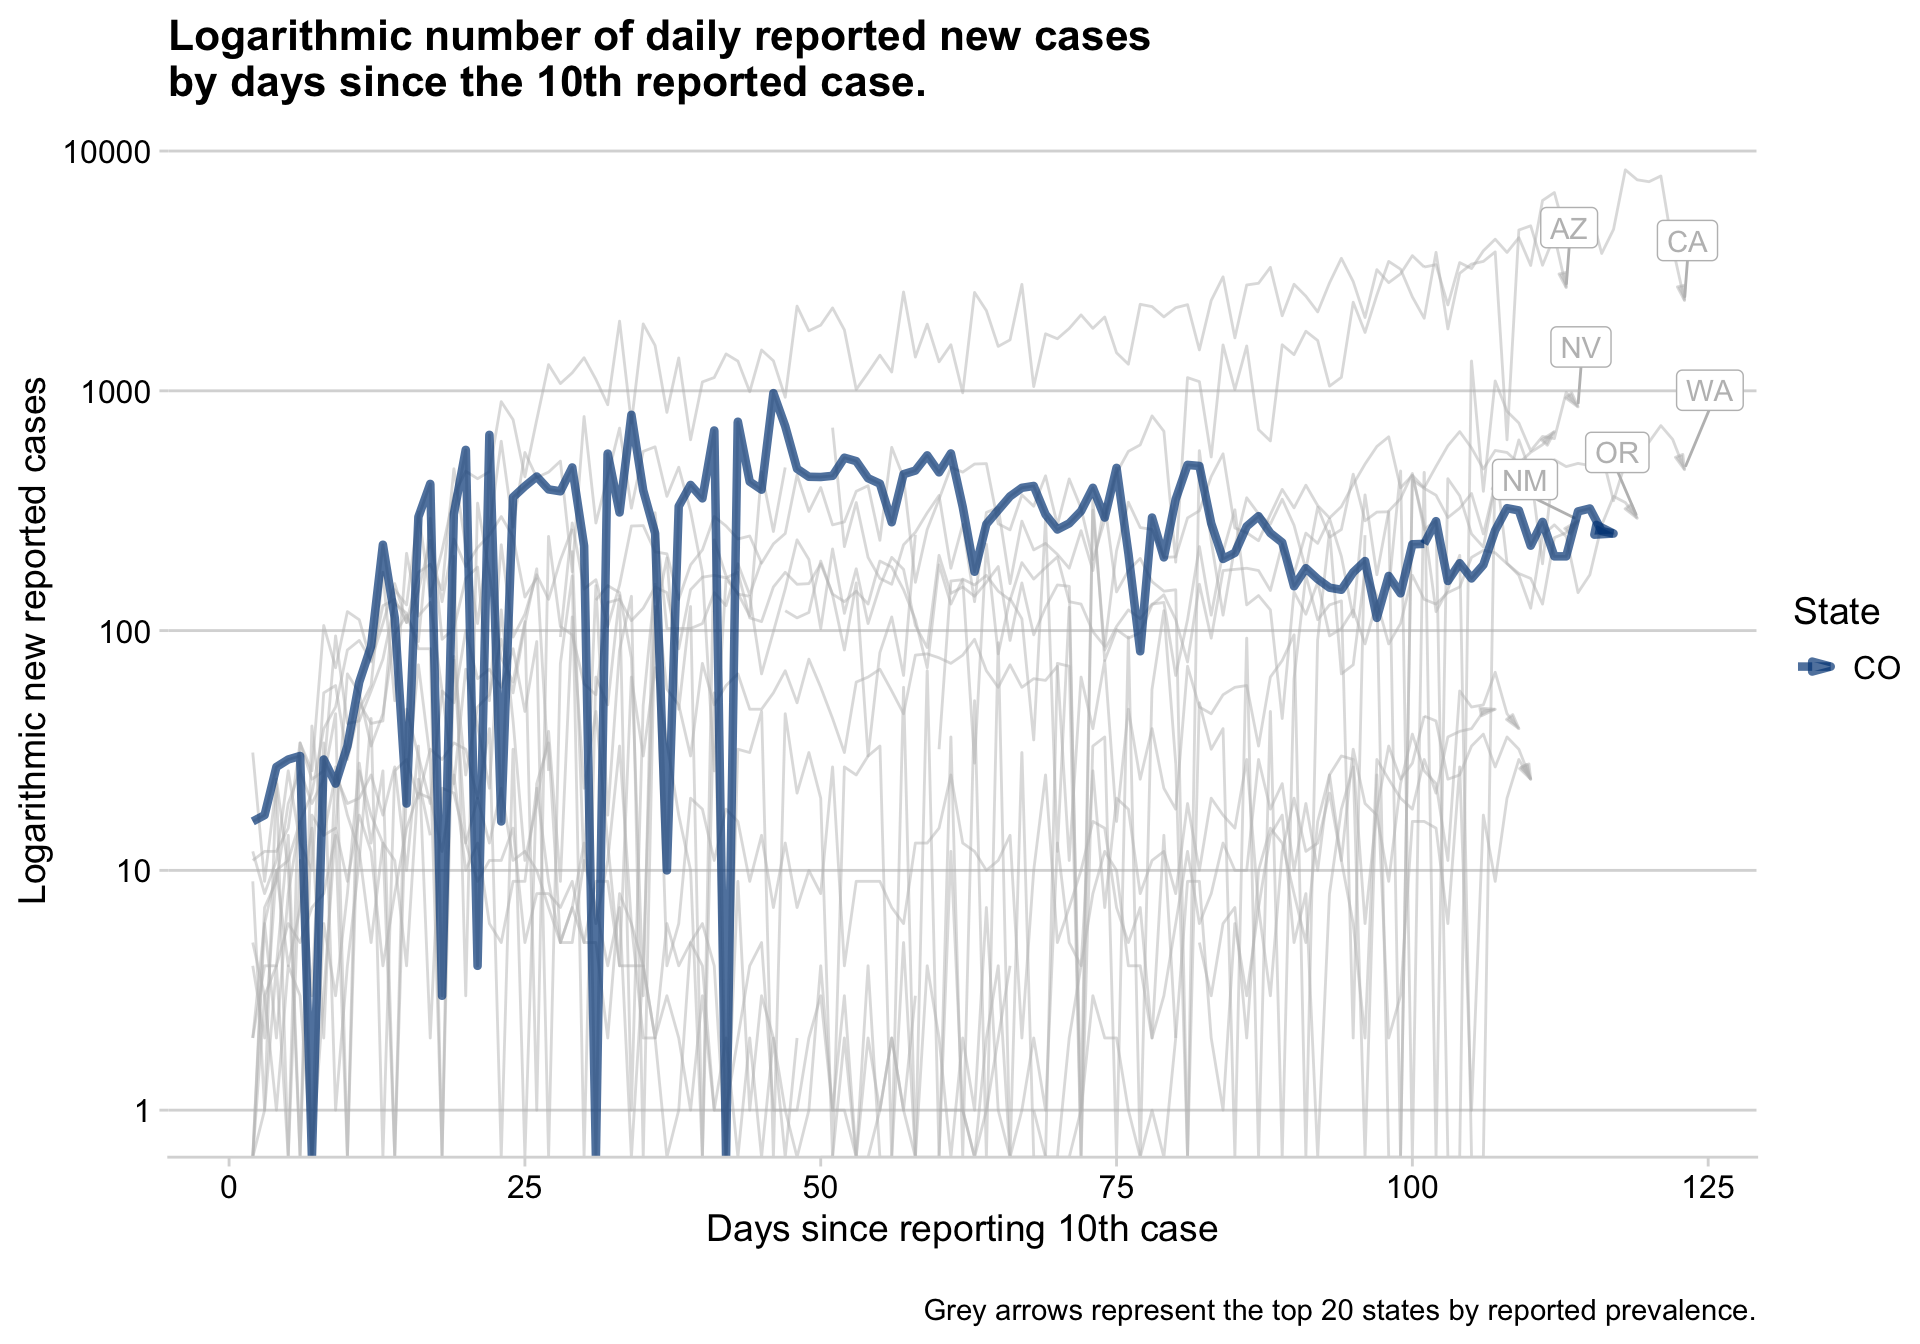 Logarithmic number of daily reported new cases
by days since the 10th reported case.
Logarithmic new reported cases
10000
1000
100
10
1
AZ
CA
NV
WA
OR
NM
State
CO
0
25
50
75
100
125
Days since reporting 10th case
Grey arrows represent the top 20 states by reported prevalence.